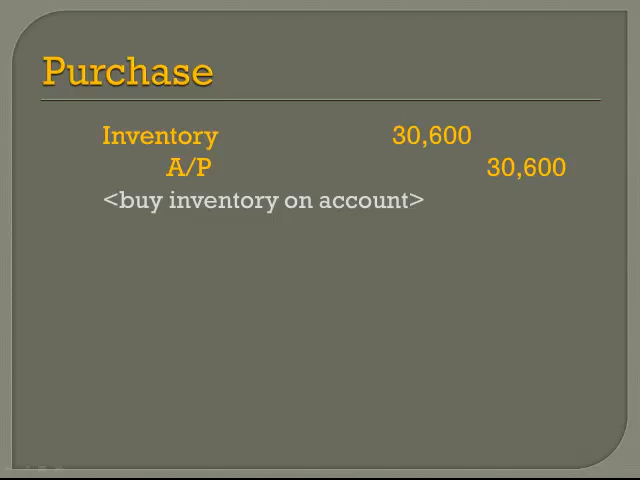 Purchase
Inventory 30,600
A/P 30,600
<buy inventory on account>